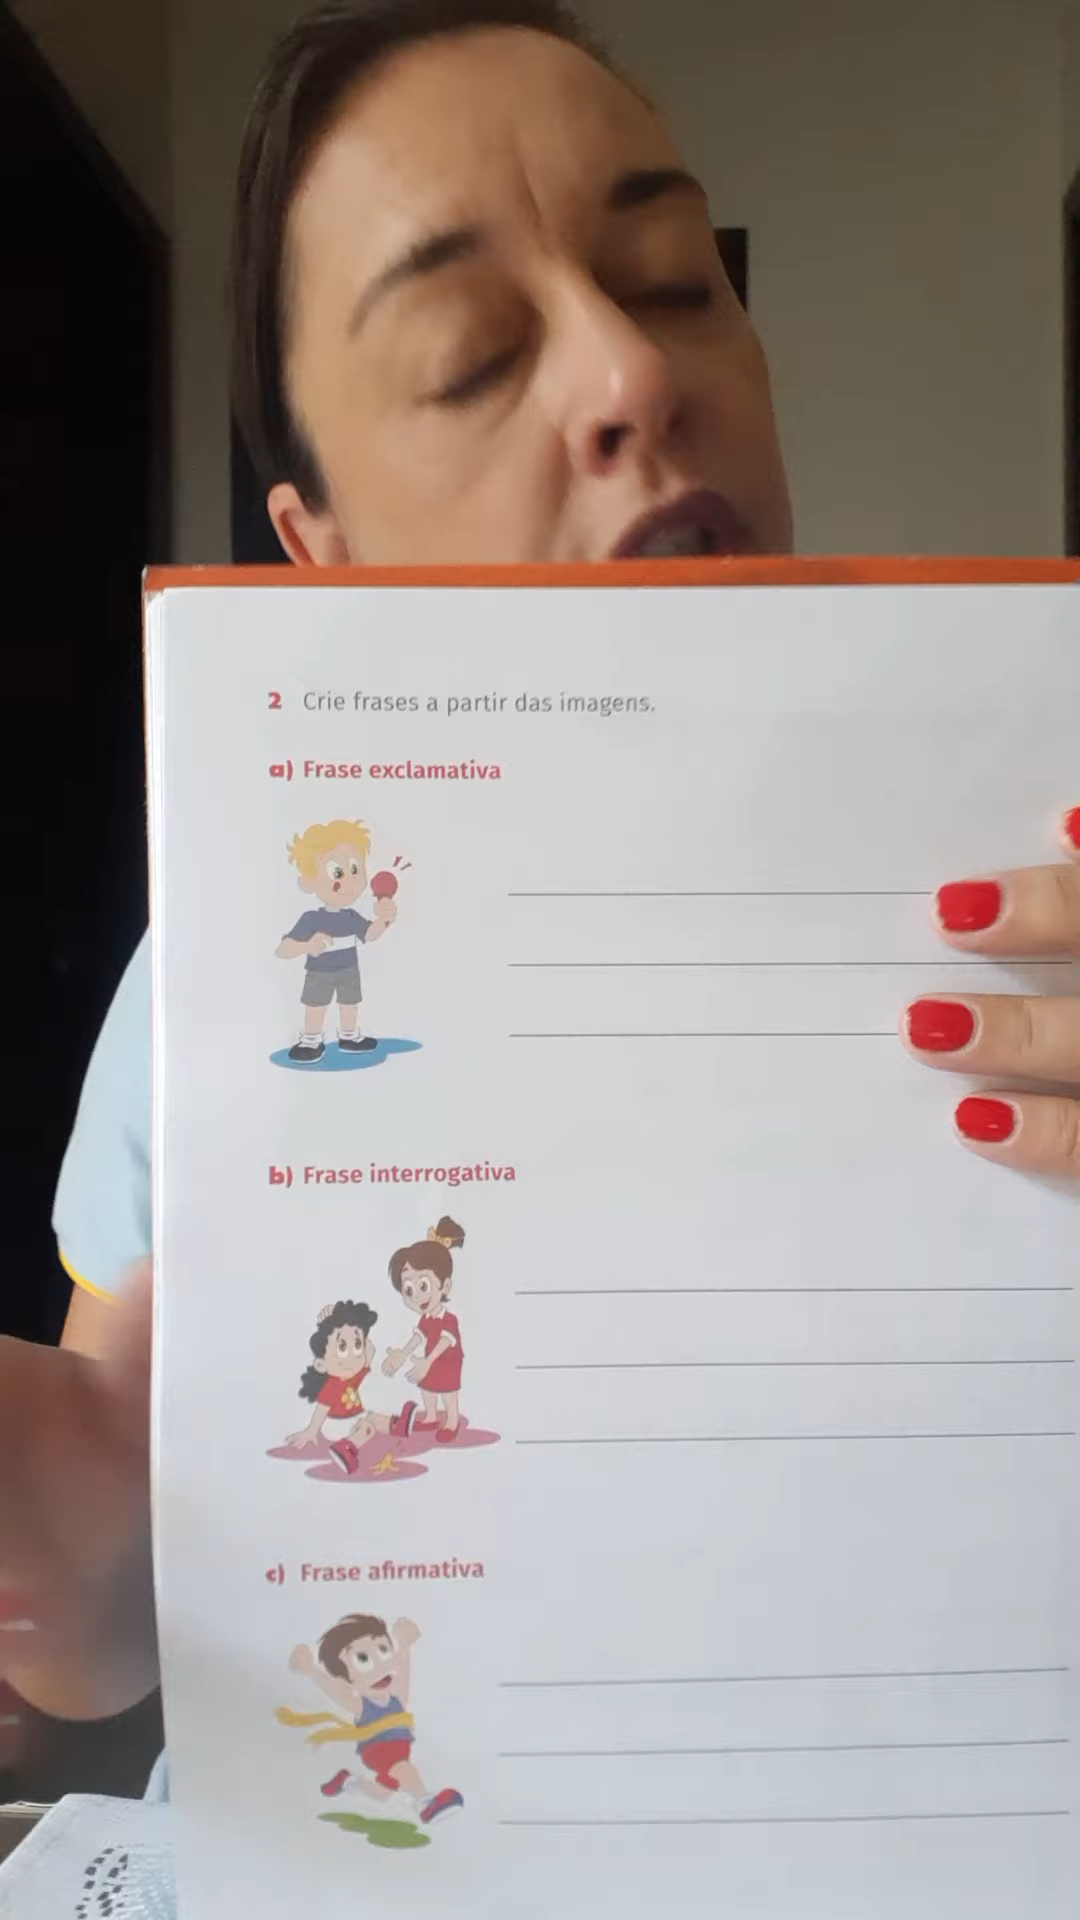 2 Crie frases a partir das imagens.
a) Frase exclamativa
b) Frase interrogativa
c) Frase afirmativa